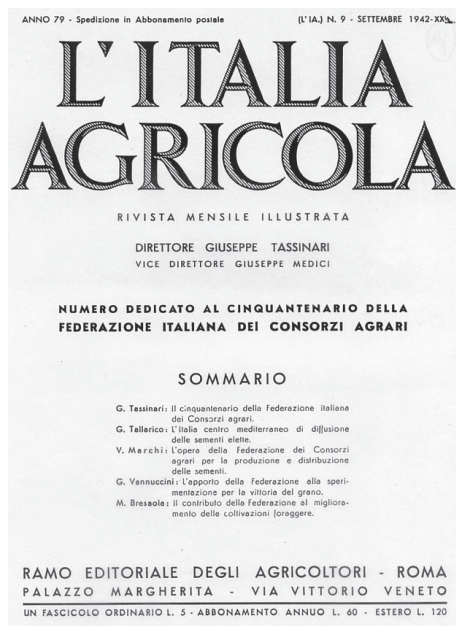 ANNO 79 - Spedizione in Abbonamento postale (L'IA.) N. 9 - SETTEMBRE 1942-XX
L'ITALIA
AGRICOLA
RIVISTA MENSILE ILLUSTRATA
DIRETTORE GIUSEPPE TASSINARI
VICE DIRETTORE GIUSEPPE MEDICI
NUMERO DEDICATO AL CINQUANTENARIO DELLA
FEDERAZIONE ITALIANA DEI CONSORZI AGRARI
SOMMARIO
G. Tassinari: Il cinquantenario della Federazione italiana
dei Consorzi agrari.
G. Tallarico: L'Italia centro mediterraneo di diffusione
delle sementi elette.
V. Marchi: L'opera della Federazione dei Consorzi
agrari per la produzione e distribuzione
delle sementi.
G. Vannuccini: L'apporto della Federazione alla speri-
mentazione per la vittoria del grano.
M. Bresaola: Il contributo della Federazione al migliora-
mento delle coltivazioni foraggere.
RAMO EDITORIALE DEGLI AGRICOLTORI - ROMA
PALAZZO MARGHERITA - VIA VITTORIO VENETO
UN FASCICOLO ORDINARIO L. 5 - ABBONAMENTO ANNUO L. 60 - ESTERO L. 120